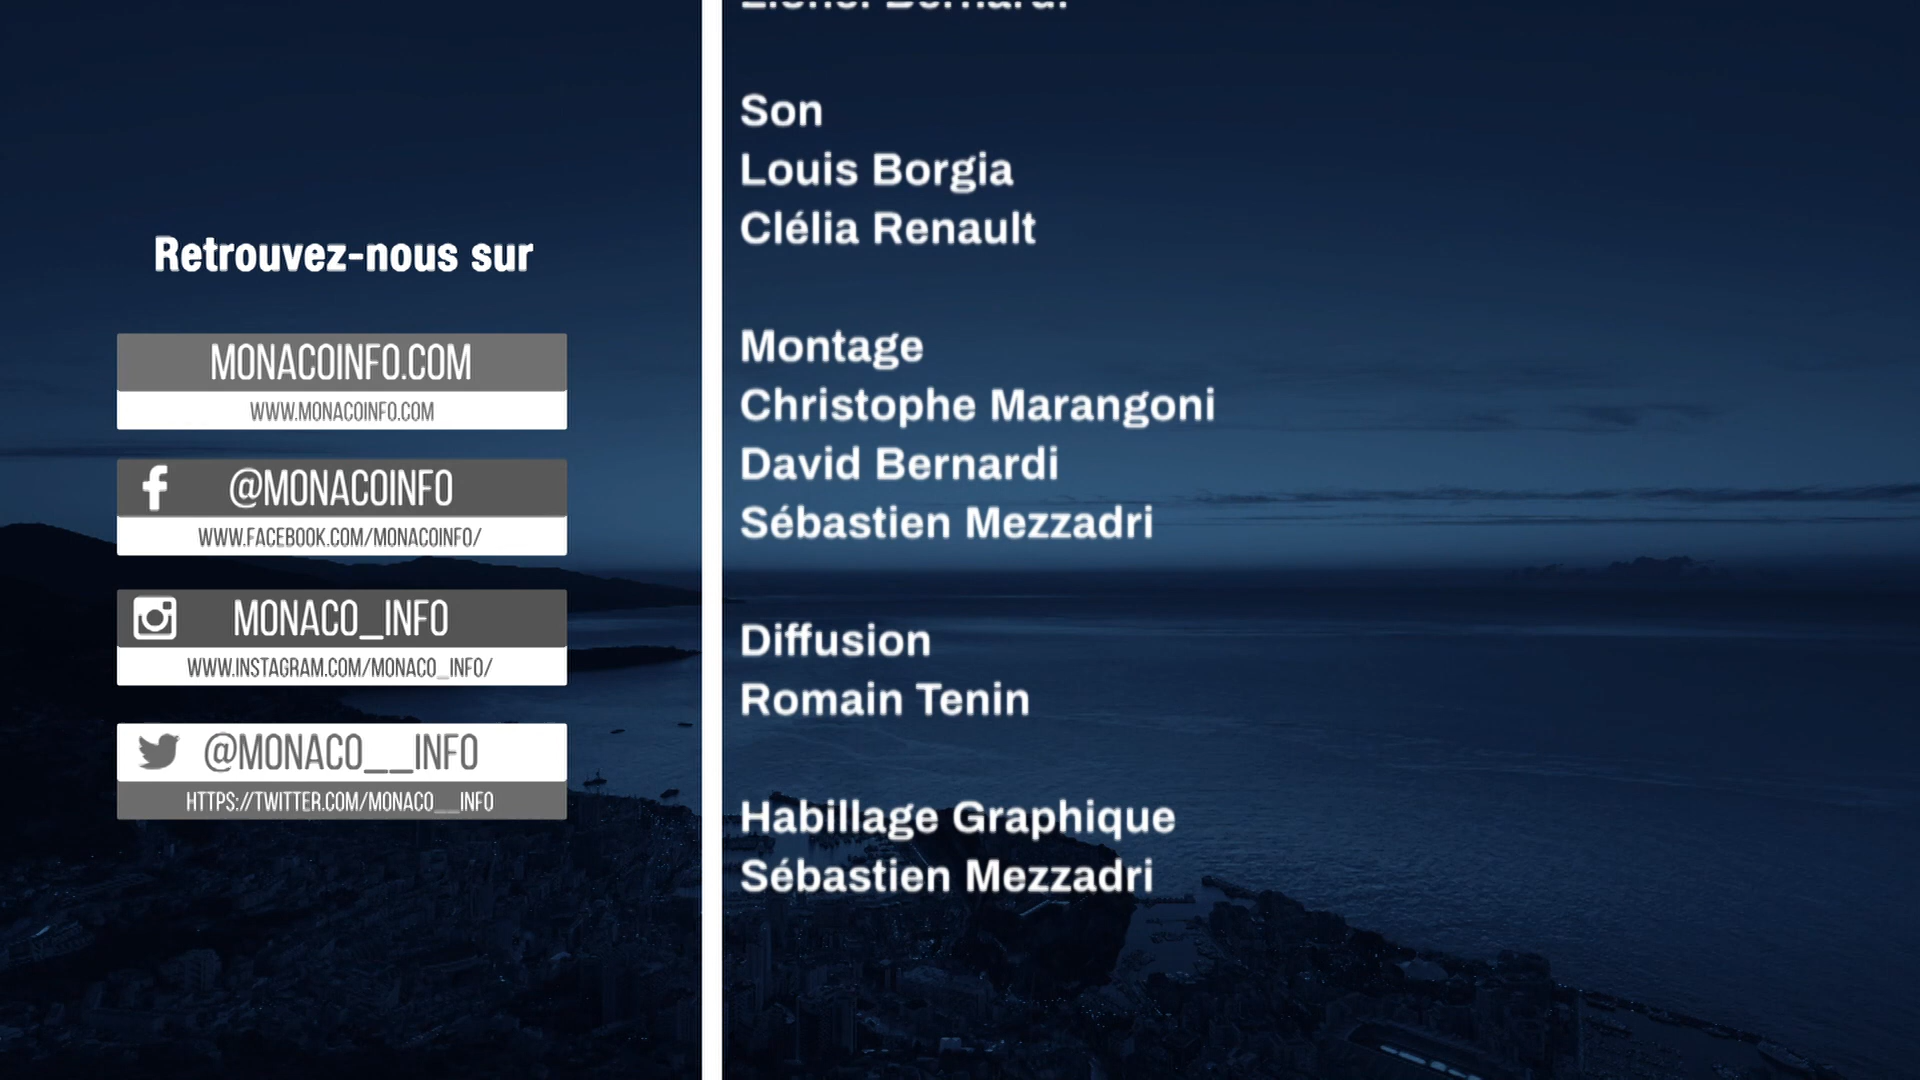 Retrouvez-nous sur
MONACOINFO.COM
WWW.MONACOINFO.COM
@MONACOINFO
WWW.FACEBOOK.COM/MONACOINFO/
MONACO_INFO
WWW.INSTAGRAM.COM/MONACO_INFO/
@MONACO__INFO
HTTPS://TWITTER.COM/MONACO__INFO
Lionel Bernardi
Son
Louis Borgia
Clélia Renault
Montage
Christophe Marangoni
David Bernardi
Sébastien Mezzadri
Diffusion
Romain Tenin
Habillage Graphique
Sébastien Mezzadri